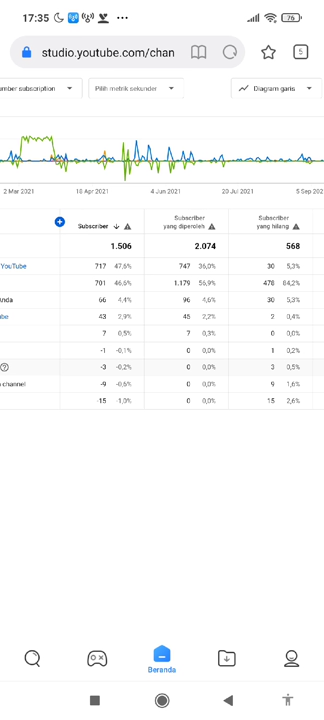 17:35
76
studio.youtube.com/chan
5
umber subscription
Pilih metrik sekunder
Diagram garis
2 Mar 2021 10 Apr 2021 4 Jun 2021 20 Jul 2021 5 Sep 202
Subscriber Subscriber yang diperoleh Subscriber yang hilang
1.506 2.074 568
YouTube 717 47,6% 747 36,0% 30 5,3%
701 46,6% 1.179 56,9% 478 84,2%
nda 66 4,4% 96 4,6% 30 5,3%
be 43 2,9% 45 2,2% 2 0,4%
7 0,5% 7 0,3% 0 0,0%
-1 -0,1% 0 0,0% 1 0,2%
-3 -0,2% 0 0,0% 3 0,5%
channel -9 -0,6% 0 0,0% 9 1,6%
-15 -1,0% 0 0,0% 15 2,6%
Beranda